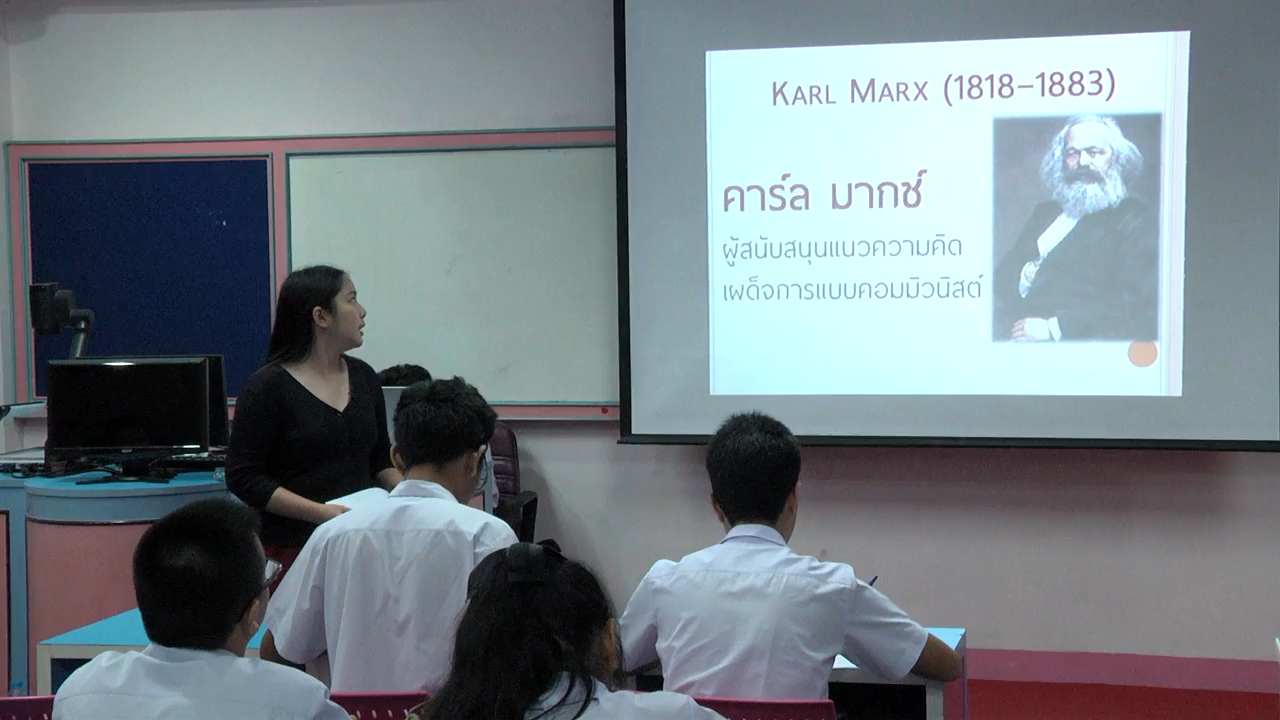 KARL MARX (1818–1883)
คาร์ล มากซ์
ผู้สนับสนุนแนวความคิด
เผด็จการแบบคอมมิวนิสต์